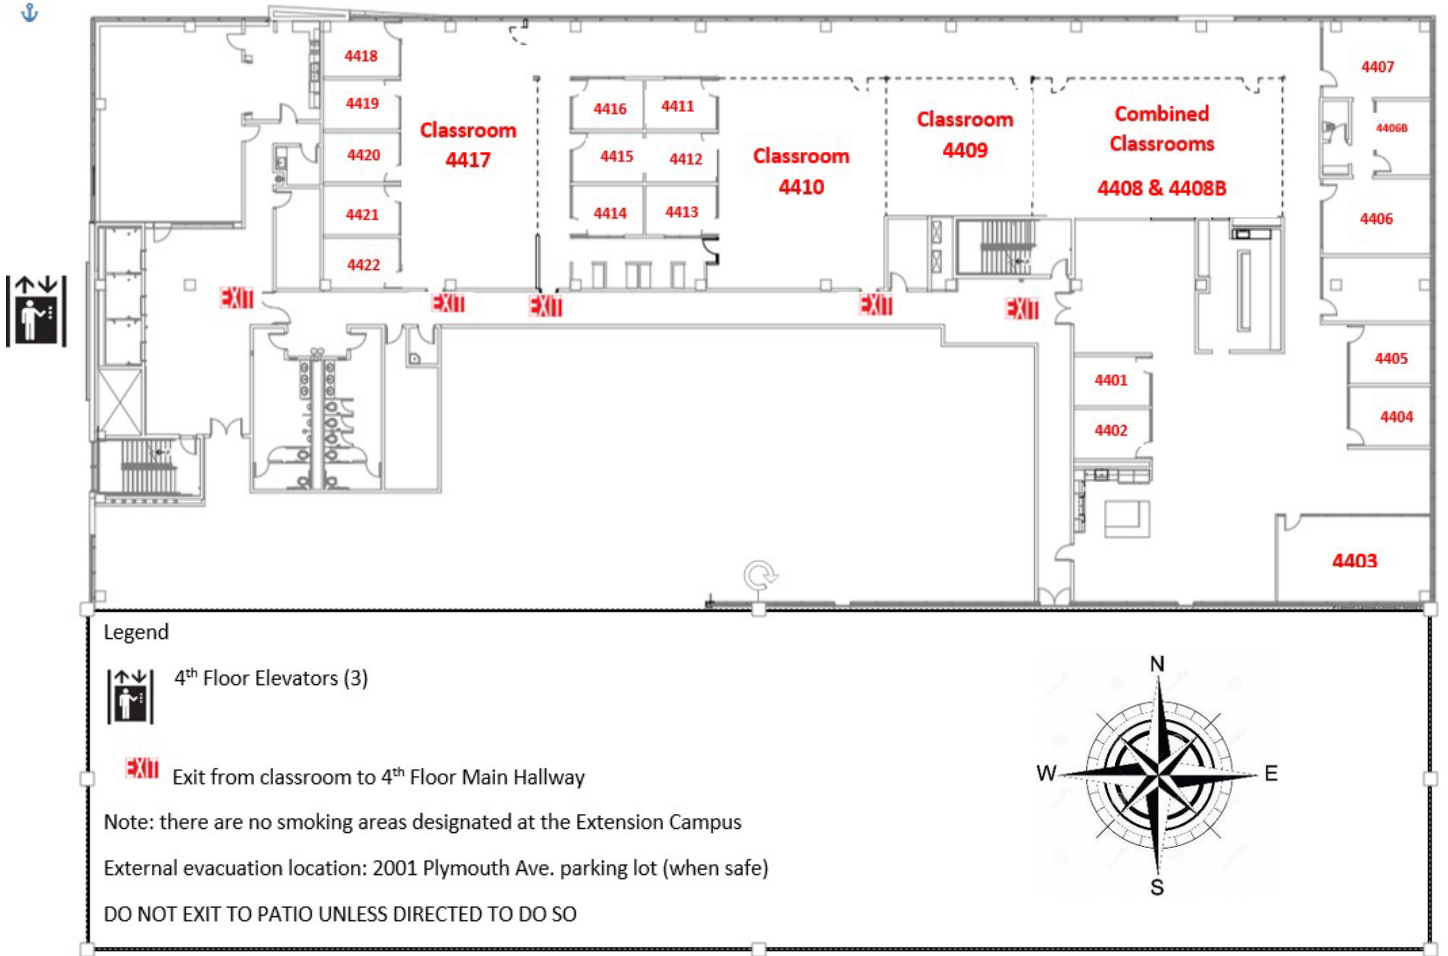 4418
4407
4419
4416
4411
Combined
Classrooms
4408 & 4408B
Classroom
4409
Classroom
4417
4406B
4420
4415
4412
Classroom
4410
4421
4414
4413
4406
4422
EXIT
EXIT
EXIT
EXIT
EXIT
4401
4405
4402
4404
4403
Legend
4th Floor Elevators (3)
EXIT Exit from classroom to 4th Floor Main Hallway
Note: there are no smoking areas designated at the Extension Campus
External evacuation location: 2001 Plymouth Ave. parking lot (when safe)
DO NOT EXIT TO PATIO UNLESS DIRECTED TO DO SO
N
W
E
S